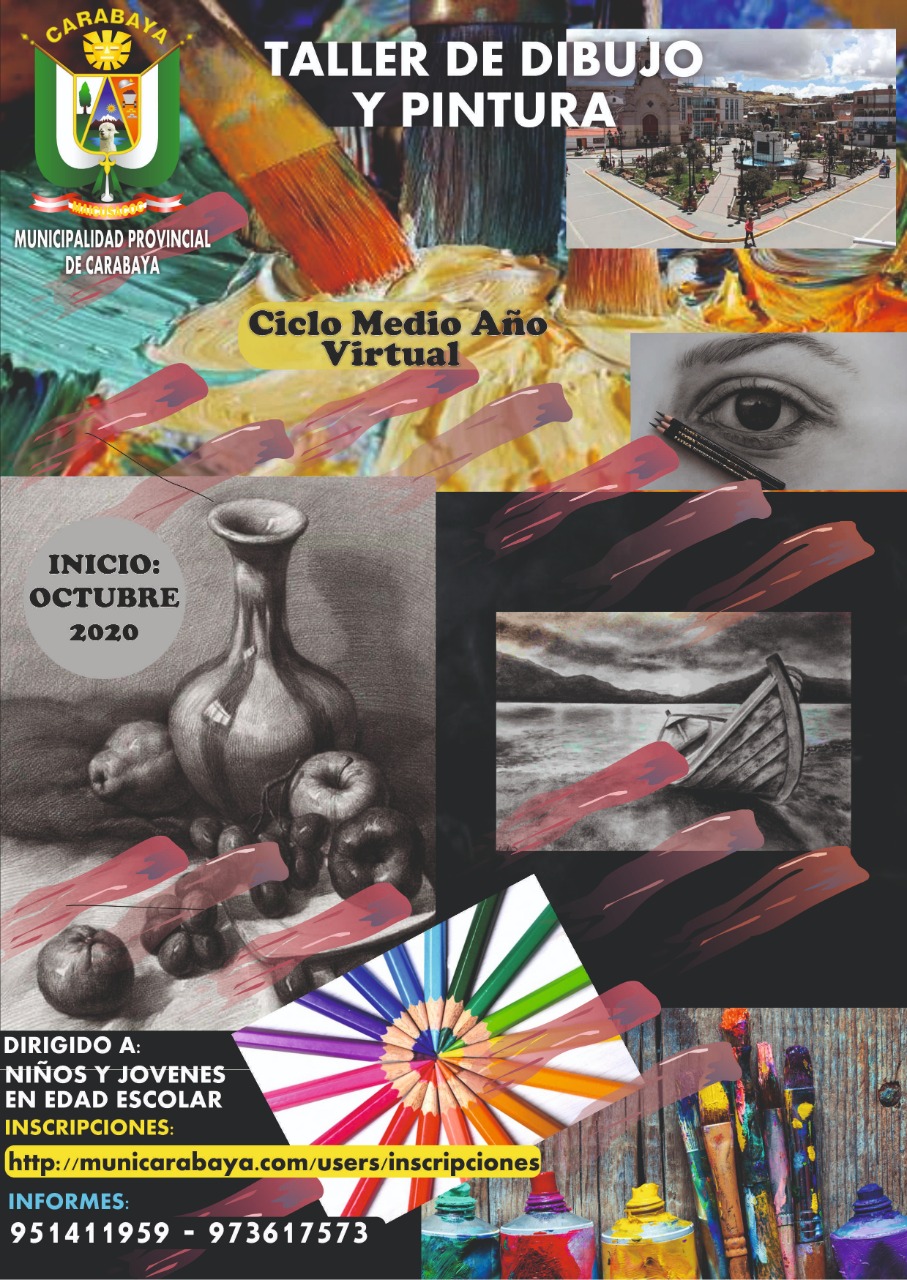 CARABAYA
MAICUSACOC
MUNICIPALIDAD PROVINCIAL
DE CARABAYA
TALLER DE DIBUJO
Y PINTURA
Ciclo Medio Año
Virtual
INICIO:
OCTUBRE
2020
DIRIGIDO A:
NIÑOS Y JOVENES
EN EDAD ESCOLAR
INSCRIPCIONES:
http://municarabaya.com/users/inscripciones
INFORMES:
951411959 - 973617573